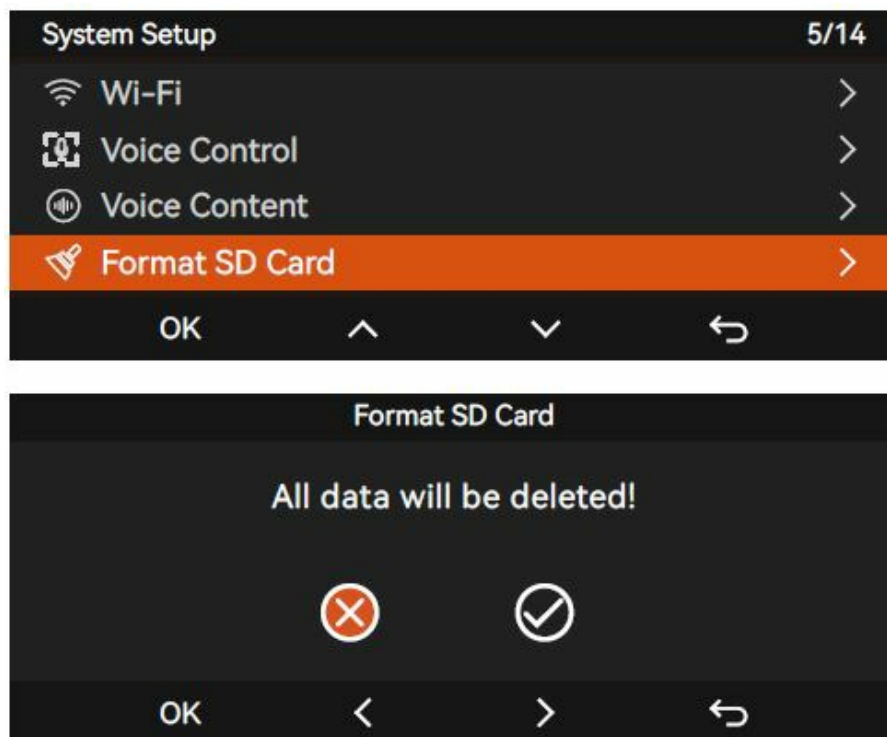 System Setup 5/14
Wi-Fi
Voice Control
Voice Content
Format SD Card
OK
Format SD Card
All data will be deleted!
OK